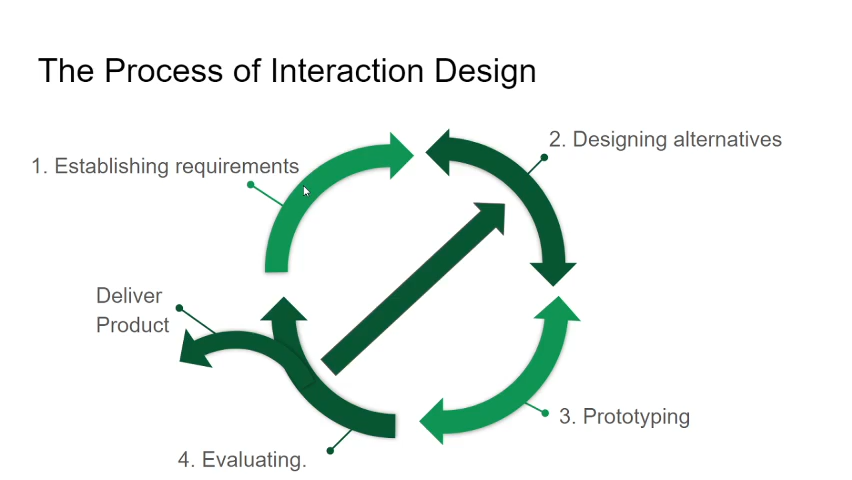 The Process of Interaction Design
1. Establishing requirements
2. Designing alternatives
Deliver
Product
3. Prototyping
4. Evaluating.